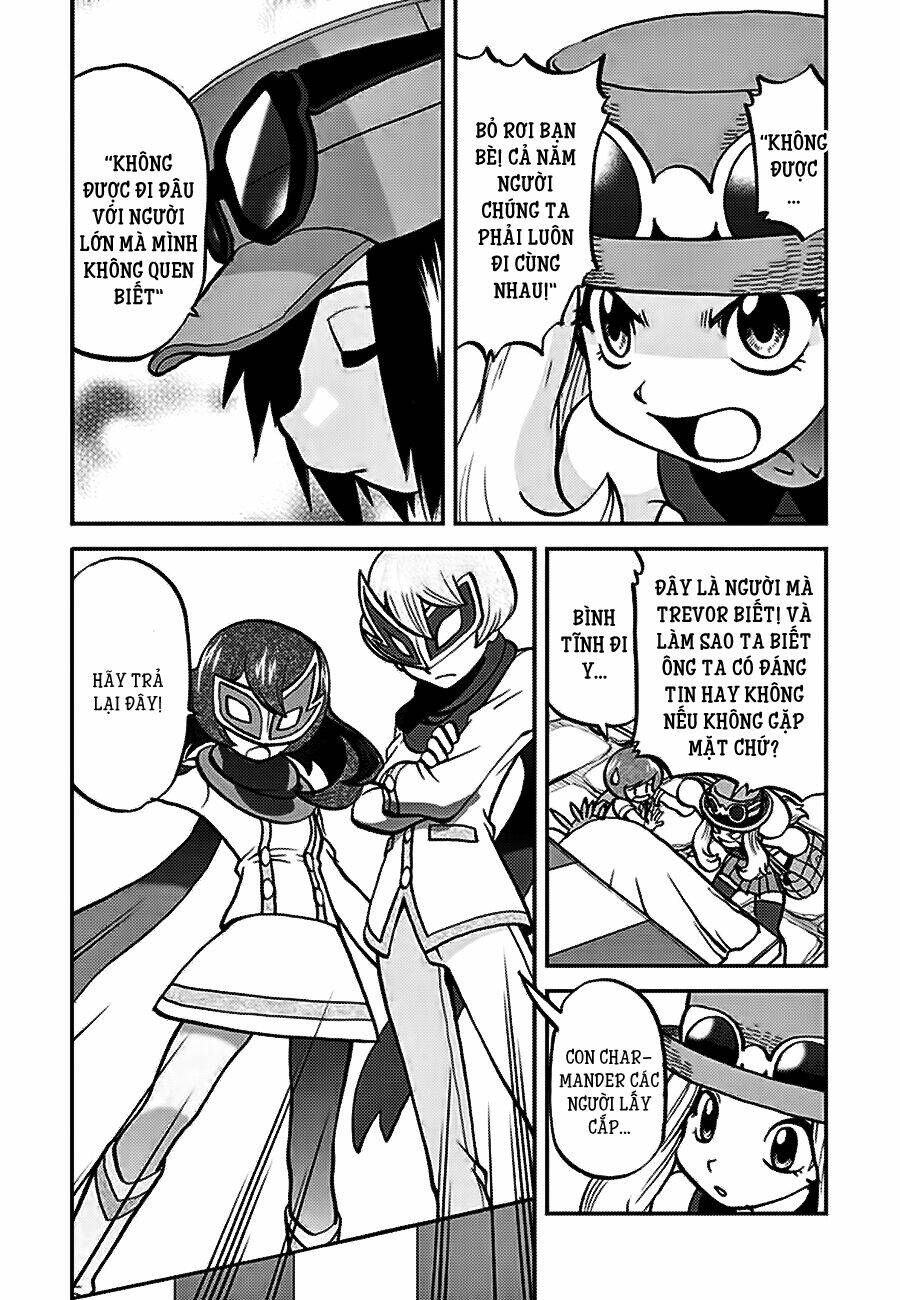 "KHÔNG
ĐƯỢC
...
BỎ RƠI BẠN
BÈ! CẢ NĂM
NGƯỜI
CHÚNG TA
PHẢI LUÔN
ĐI CÙNG
NHAU!"
"KHÔNG
ĐƯỢC ĐI ĐÂU
VỚI NGƯỜI
LỚN MÀ MÌNH
KHÔNG QUEN
BIẾT"
ĐÂY LÀ NGƯỜI MÀ
TREVOR BIẾT! VÀ
LÀM SAO TA BIẾT
ÔNG TA CÓ ĐÁNG
TIN HAY KHÔNG
NẾU KHÔNG GẶP
MẶT CHỨ?
BÌNH
TĨNH ĐI
Y...
CON CHAR-
MANDER CÁC
NGƯỜI LẤY
CẮP...
HÃY TRẢ
LẠI ĐÂY!